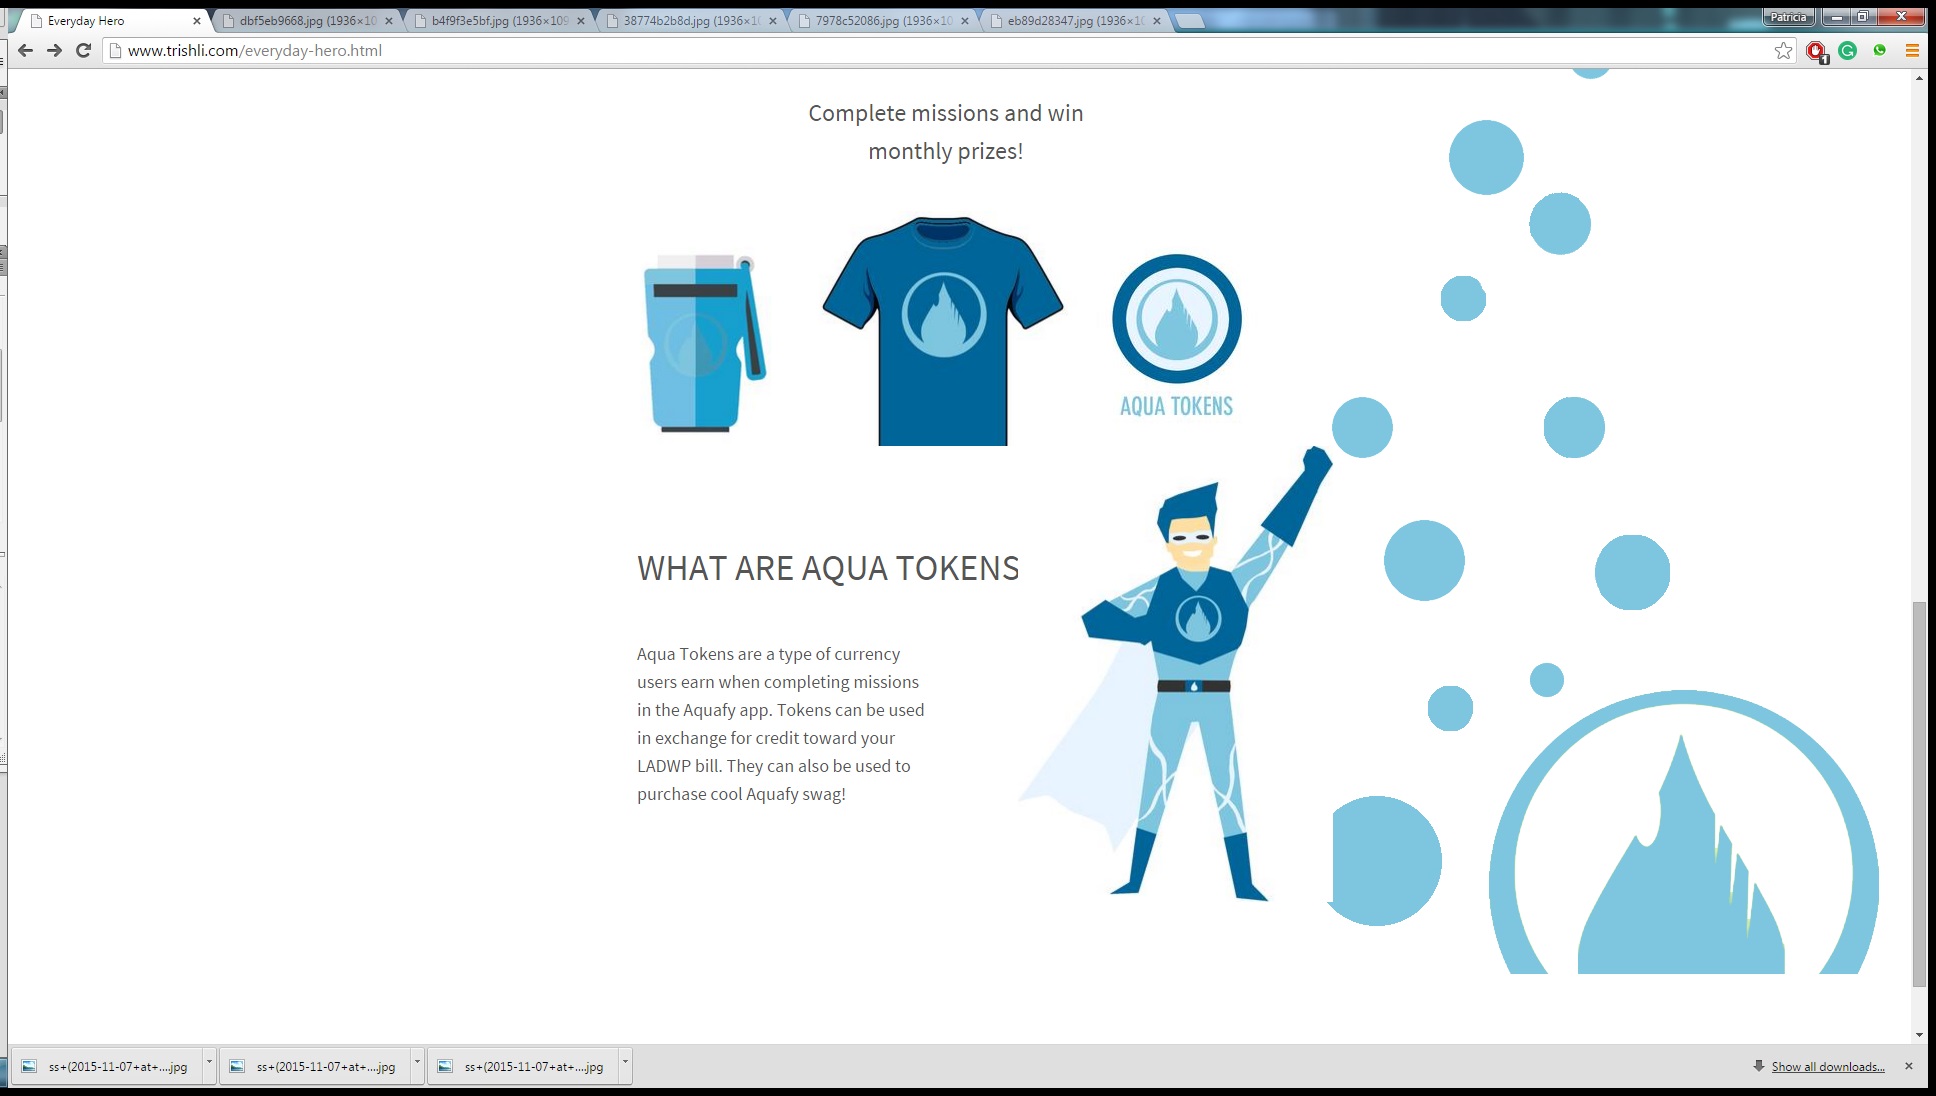 Everyday Hero
dbf5eb9668.jpg (1936×10
b4f9f3e5bf.jpg (1936×109
38774b2b8d.jpg (1936×10
7978c52086.jpg (1936×10
eb89d28347.jpg (1936×10
Patricia
www.trishli.com/everyday-hero.html
1
Complete missions and win
monthly prizes!
AQUA TOKENS
WHAT ARE AQUA TOKENS
Aqua Tokens are a type of currency
users earn when completing missions
in the Aquafy app. Tokens can be used
in exchange for credit toward your
LADWP bill. They can also be used to
purchase cool Aquafy swag!
ss+(2015-11-07+at+....jpg
ss+(2015-11-07+at+....jpg
ss+(2015-11-07+at+....jpg
Show all downloads...